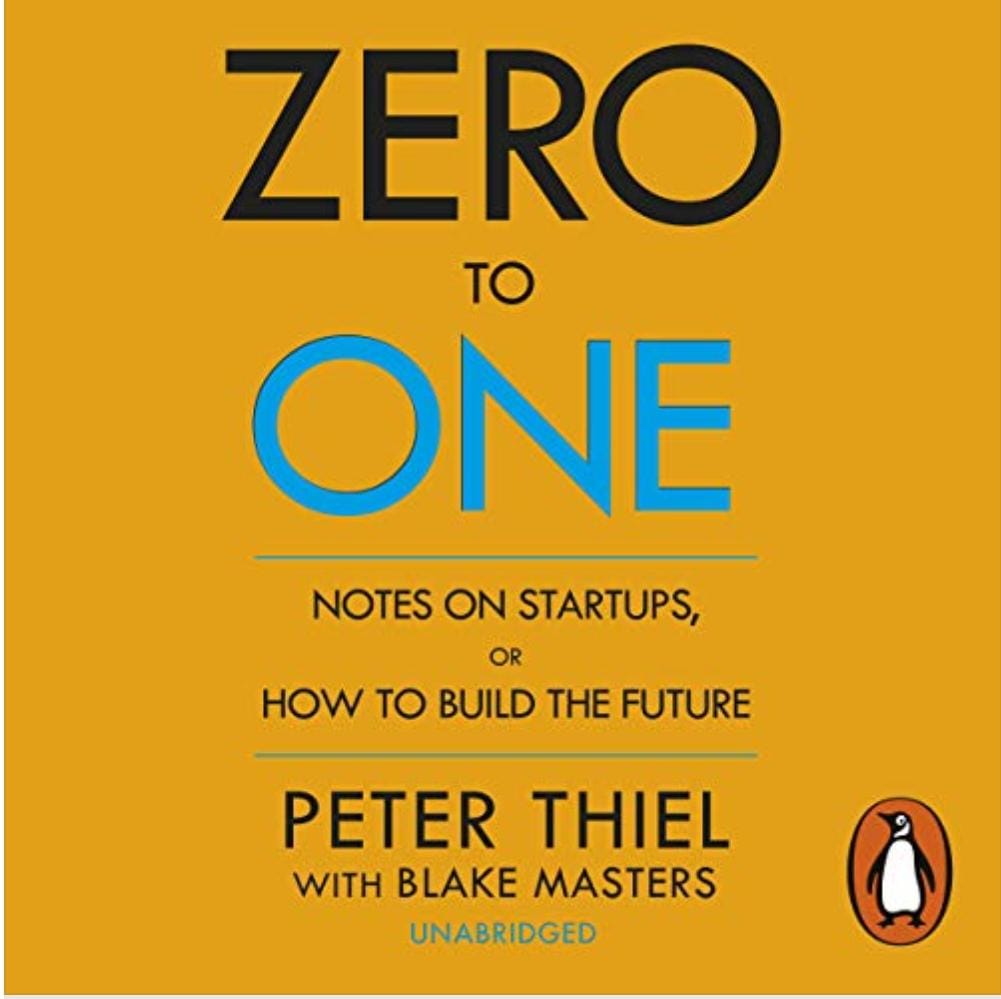 ZERO
TO
ONE
NOTES ON STARTUPS,
OR
HOW TO BUILD THE FUTURE
PETER THIEL
WITH BLAKE MASTERS
UNABRIDGED